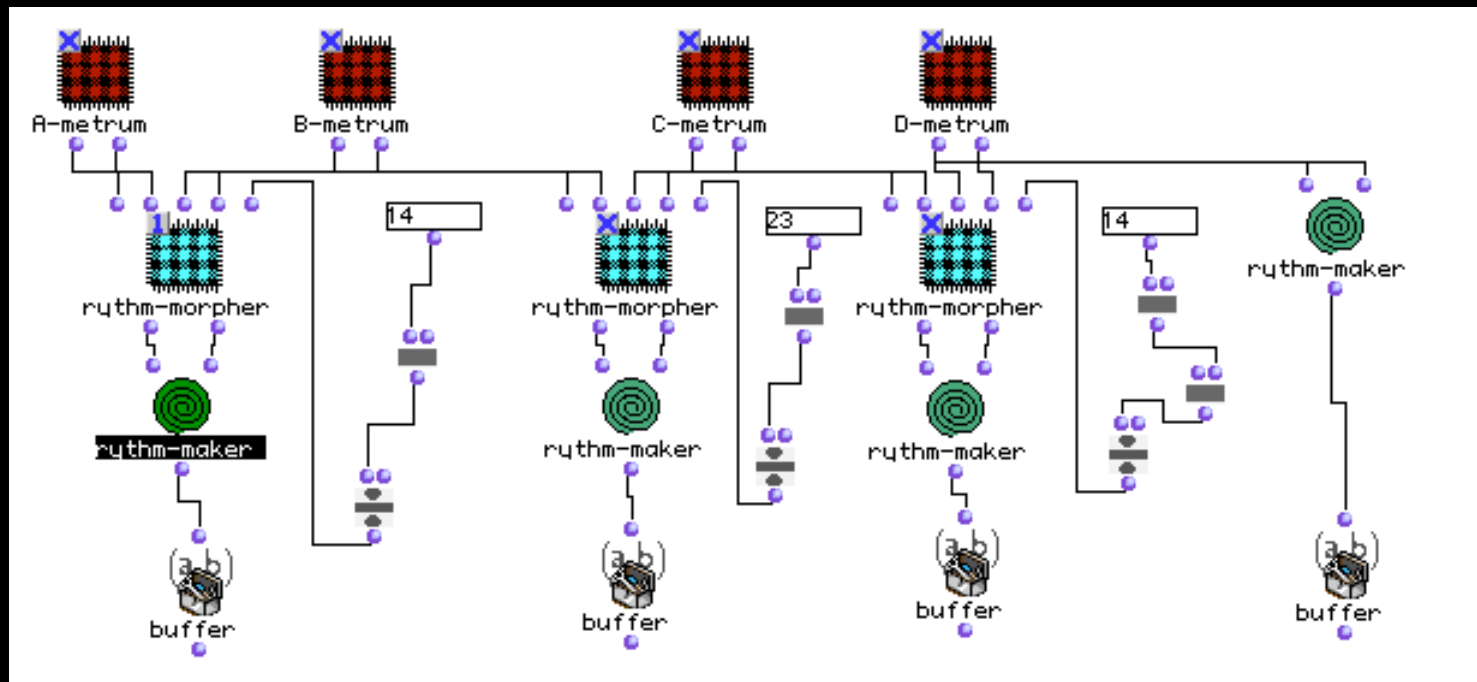 A-metrum
B-metrum
C-metrum
D-metrum
X
X
X
X
14
23
14
1
X
X
rythm-morpher
rythm-morpher
rythm-morpher
rythm-maker
rythm-maker
rythm-maker
rythm-maker
(a b)
(a b)
(a b)
(a b)
buffer
buffer
buffer
buffer